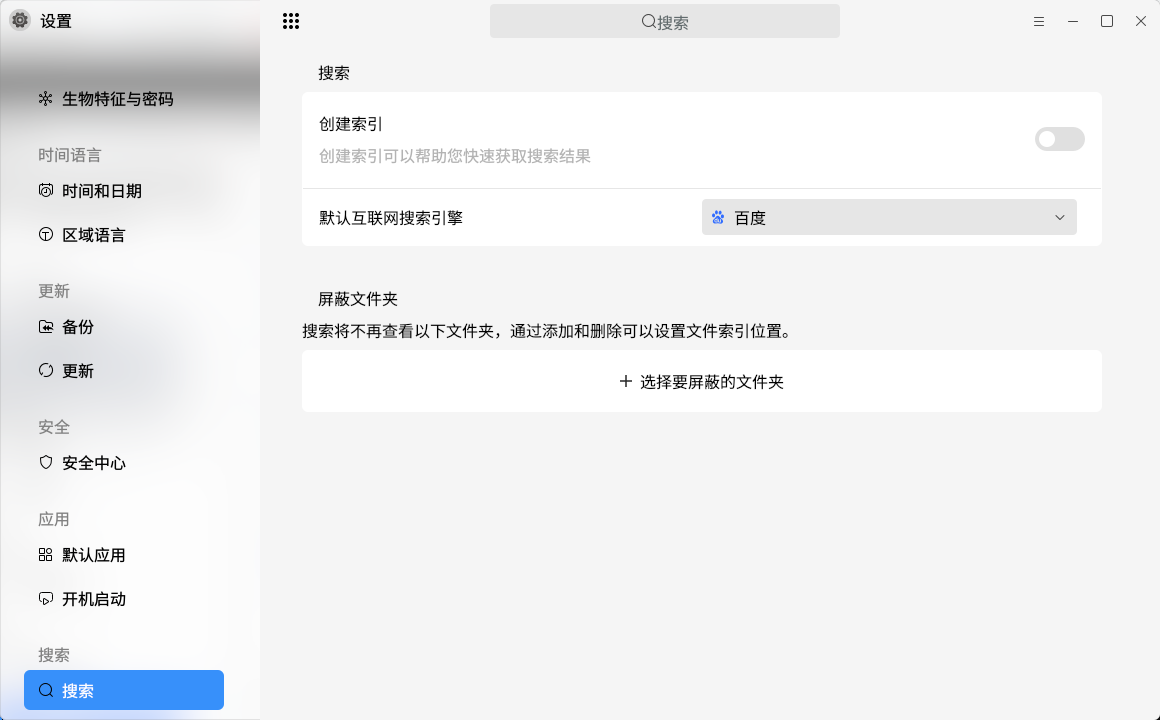 设置
搜索
生物特征与密码
时间语言
时间和日期
区域语言
更新
备份
更新
安全
安全中心
应用
默认应用
开机启动
搜索
搜索
搜索
创建索引
创建索引可以帮助您快速获取搜索结果
默认互联网搜索引擎
百度
屏蔽文件夹
搜索将不再查看以下文件夹，通过添加和删除可以设置文件索引位置。
选择要屏蔽的文件夹